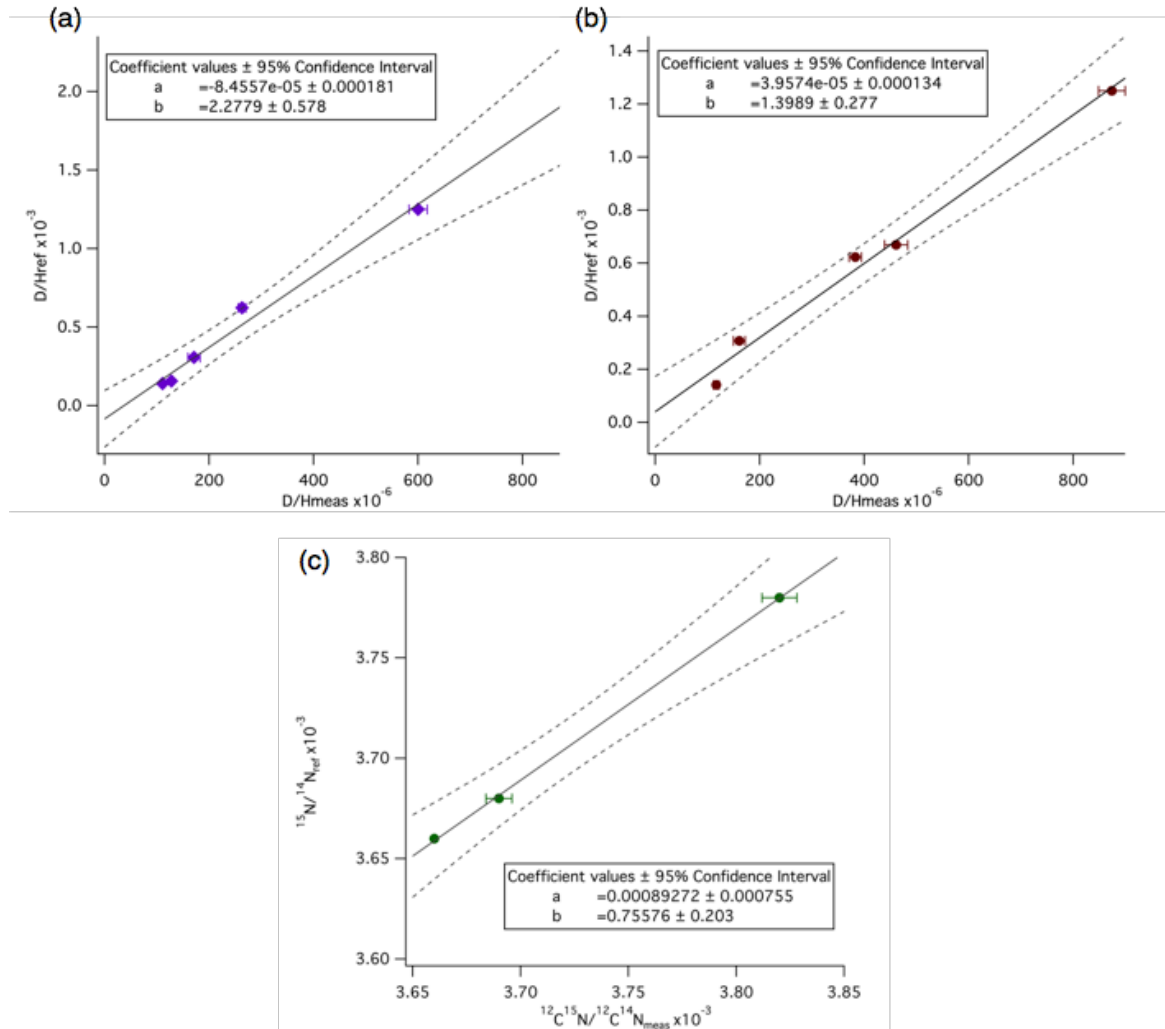 (a)
Coefficient values ± 95% Confidence Interval
a =-8.4557e-05 ± 0.000181
b =2.2779 ± 0.578
D/Href x10⁻³
2.0
1.5
1.0
0.5
0.0
0 200 400 600 800
D/Hmeas x10⁻⁶
(b)
Coefficient values ± 95% Confidence Interval
a =3.9574e-05 ± 0.000134
b =1.3989 ± 0.277
D/Href x10⁻³
1.4
1.2
1.0
0.8
0.6
0.4
0.2
0.0
0 200 400 600 800
D/Hmeas x10⁻⁶
(c)
¹⁵N/¹⁴N_ref x10⁻³
3.80
3.75
3.70
3.65
3.60
Coefficient values ± 95% Confidence Interval
a =0.00089272 ± 0.000755
b =0.75576 ± 0.203
3.65 3.70 3.75 3.80 3.85
¹²C¹⁵N/¹²C¹⁴N_meas x10⁻³